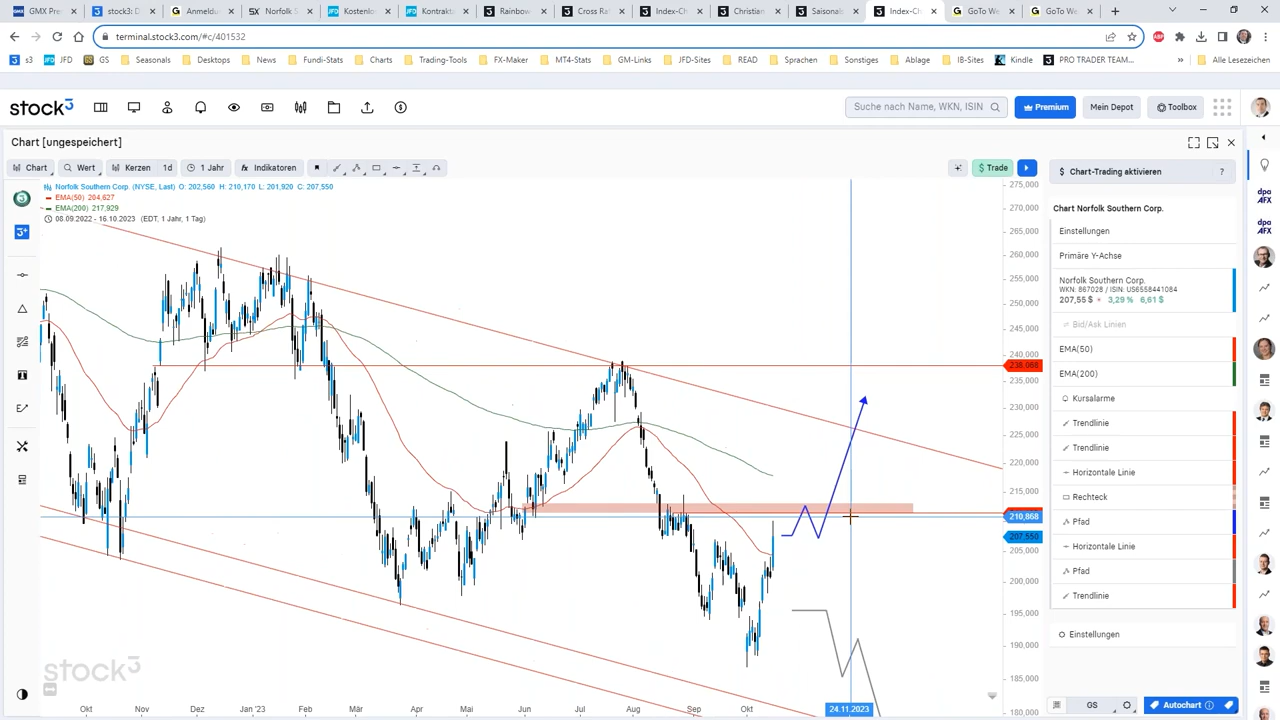 GMX Pre
stock3: D
Anmeldun
Norfolk S
Kostenlo
Kontrakt
Rainbow
Cross Ra
Index-Ch
Christian
Saisonali
Index-Ch
GoTo We
GoTo We
terminal.stock3.com/#c/401532
s3
JFD
GS
Seasonals
Desktops
News
Fundi-Stats
Charts
Trading-Tools
FX-Maker
MT4-Stats
GM-Links
JFD-Sites
READ
Sprachen
Sonstiges
Ablage
IB-Sites
Kindle
PRO TRADER TEAM...
Alle Lesezeichen
stock3
Suche nach Name, WKN, ISIN
Premium
Mein Depot
Toolbox
Chart [ungespeichert]
Chart
Wert
Kerzen
1d
1 Jahr
Indikatoren
Trade
Norfolk Southern Corp. (NYSE, Last) O: 202,560 H: 210,170 L: 201,920 C: 207,550
EMA(50) 204,627
EMA(200) 217,929
08.09.2022 - 16.10.2023 (EDT, 1 Jahr, 1 Tag)
275,000
270,000
265,000
260,000
255,000
250,000
245,000
240,000
238,008
235,000
230,000
225,000
220,000
215,000
210,868
207,550
205,000
200,000
195,000
190,000
185,000
180,000
Okt
Nov
Dez
Jan '23
Feb
Mär
Apr
Mai
Jun
Jul
Aug
Sep
Okt
24.11.2023
stock3
Chart-Trading aktivieren
?
Chart Norfolk Southern Corp.
Einstellungen
Primäre Y-Achse
Norfolk Southern Corp.
WKN: 867028 / ISIN: US6558441084
207,55 $ 3,29 % 6,61 $
Bid/Ask Linien
EMA(50)
EMA(200)
Kursalarme
Trendlinie
Trendlinie
Horizontale Linie
Rechteck
Pfad
Horizontale Linie
Pfad
Trendlinie
Einstellungen
GS
Autochart
dpa
AFX
dpa
AFX